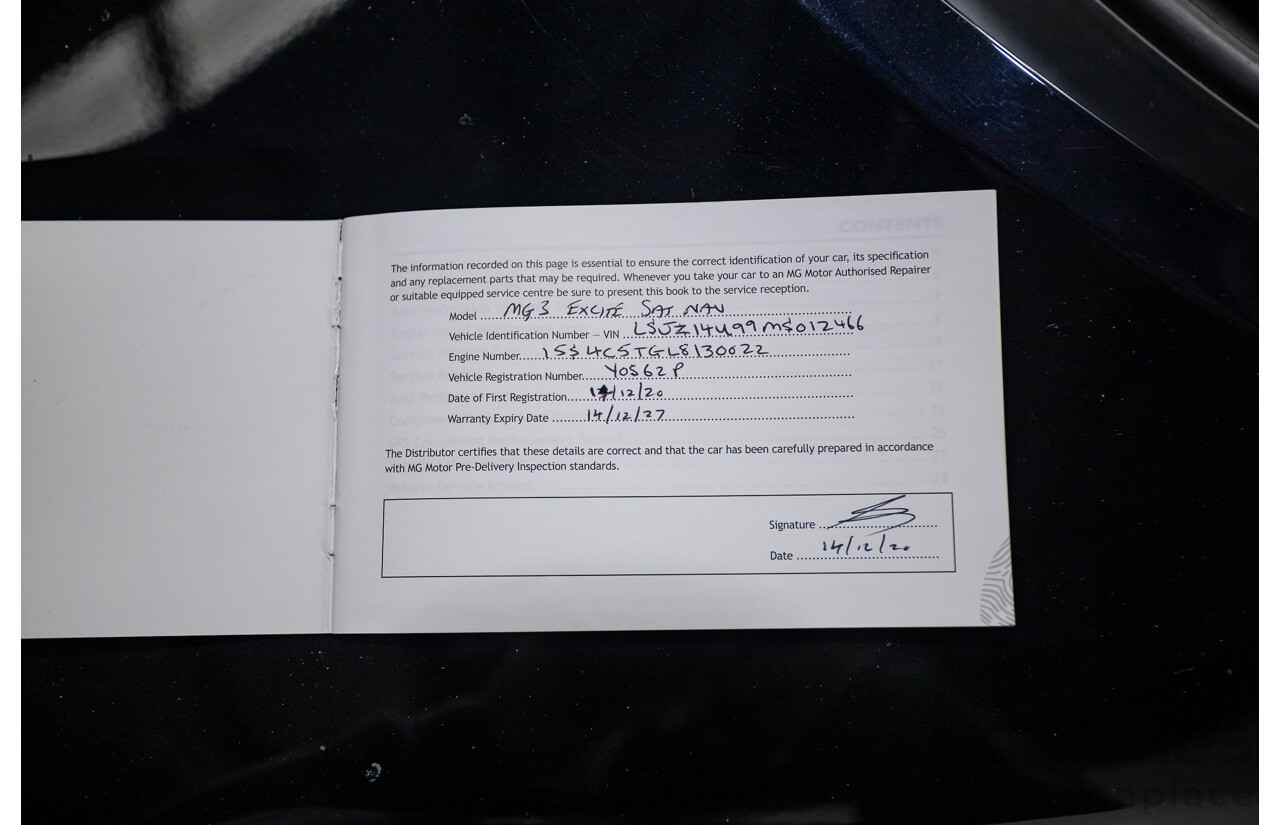 CONTENTS
The information recorded on this page is essential to ensure the correct identification of your car, its specification
and any replacement parts that may be required. Whenever you take your car to an MG Motor Authorised Repairer
or suitable equipped service centre be sure to present this book to the service reception.
Model ... MG3 EXCITE SAT NAV
Vehicle Identification Number – VIN ... LSJZ14U99MS012466
Engine Number... 15S4C5TGL8130022
Vehicle Registration Number... YOS62P
Date of First Registration... 14/12/20
Warranty Expiry Date ... 14/12/27
The Distributor certifies that these details are correct and that the car has been carefully prepared in accordance
with MG Motor Pre-Delivery Inspection standards.
Vehicle Service Actions 28
Signature ...
Date ... 14/12/20